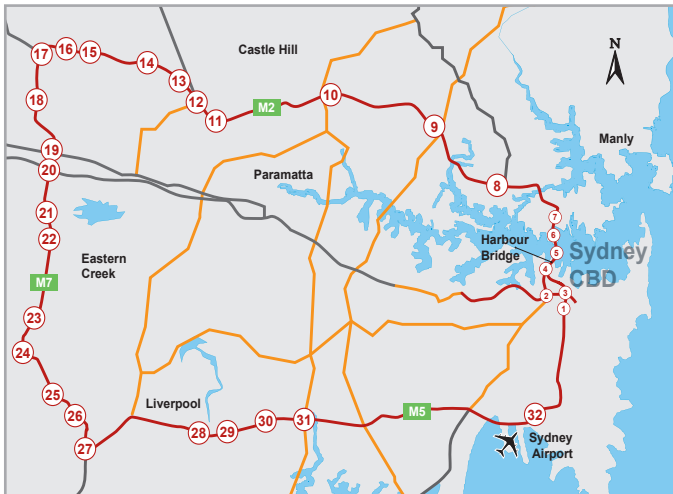 Castle Hill
N
17
16
15
14
13
12
11
M2
10
9
18
19
20
Manly
Paramatta
8
7
6
5
4
3
2
1
Harbour
Bridge
Sydney
CBD
21
22
Eastern
Creek
M7
23
24
25
26
27
Liverpool
28
29
30
31
M5
32
Sydney
Airport